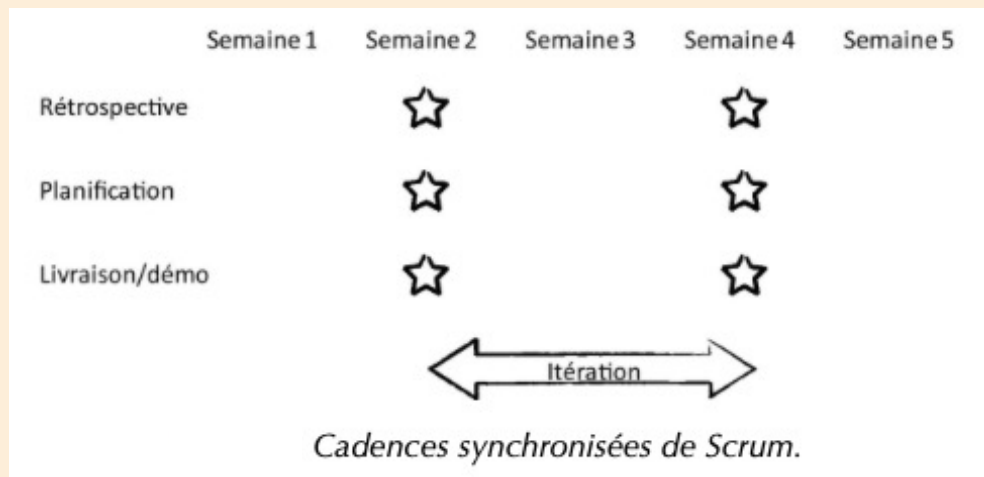 Semaine 1 Semaine 2 Semaine 3 Semaine 4 Semaine 5
Rétrospective
Planification
Livraison/démo
Itération
Cadences synchronisées de Scrum.